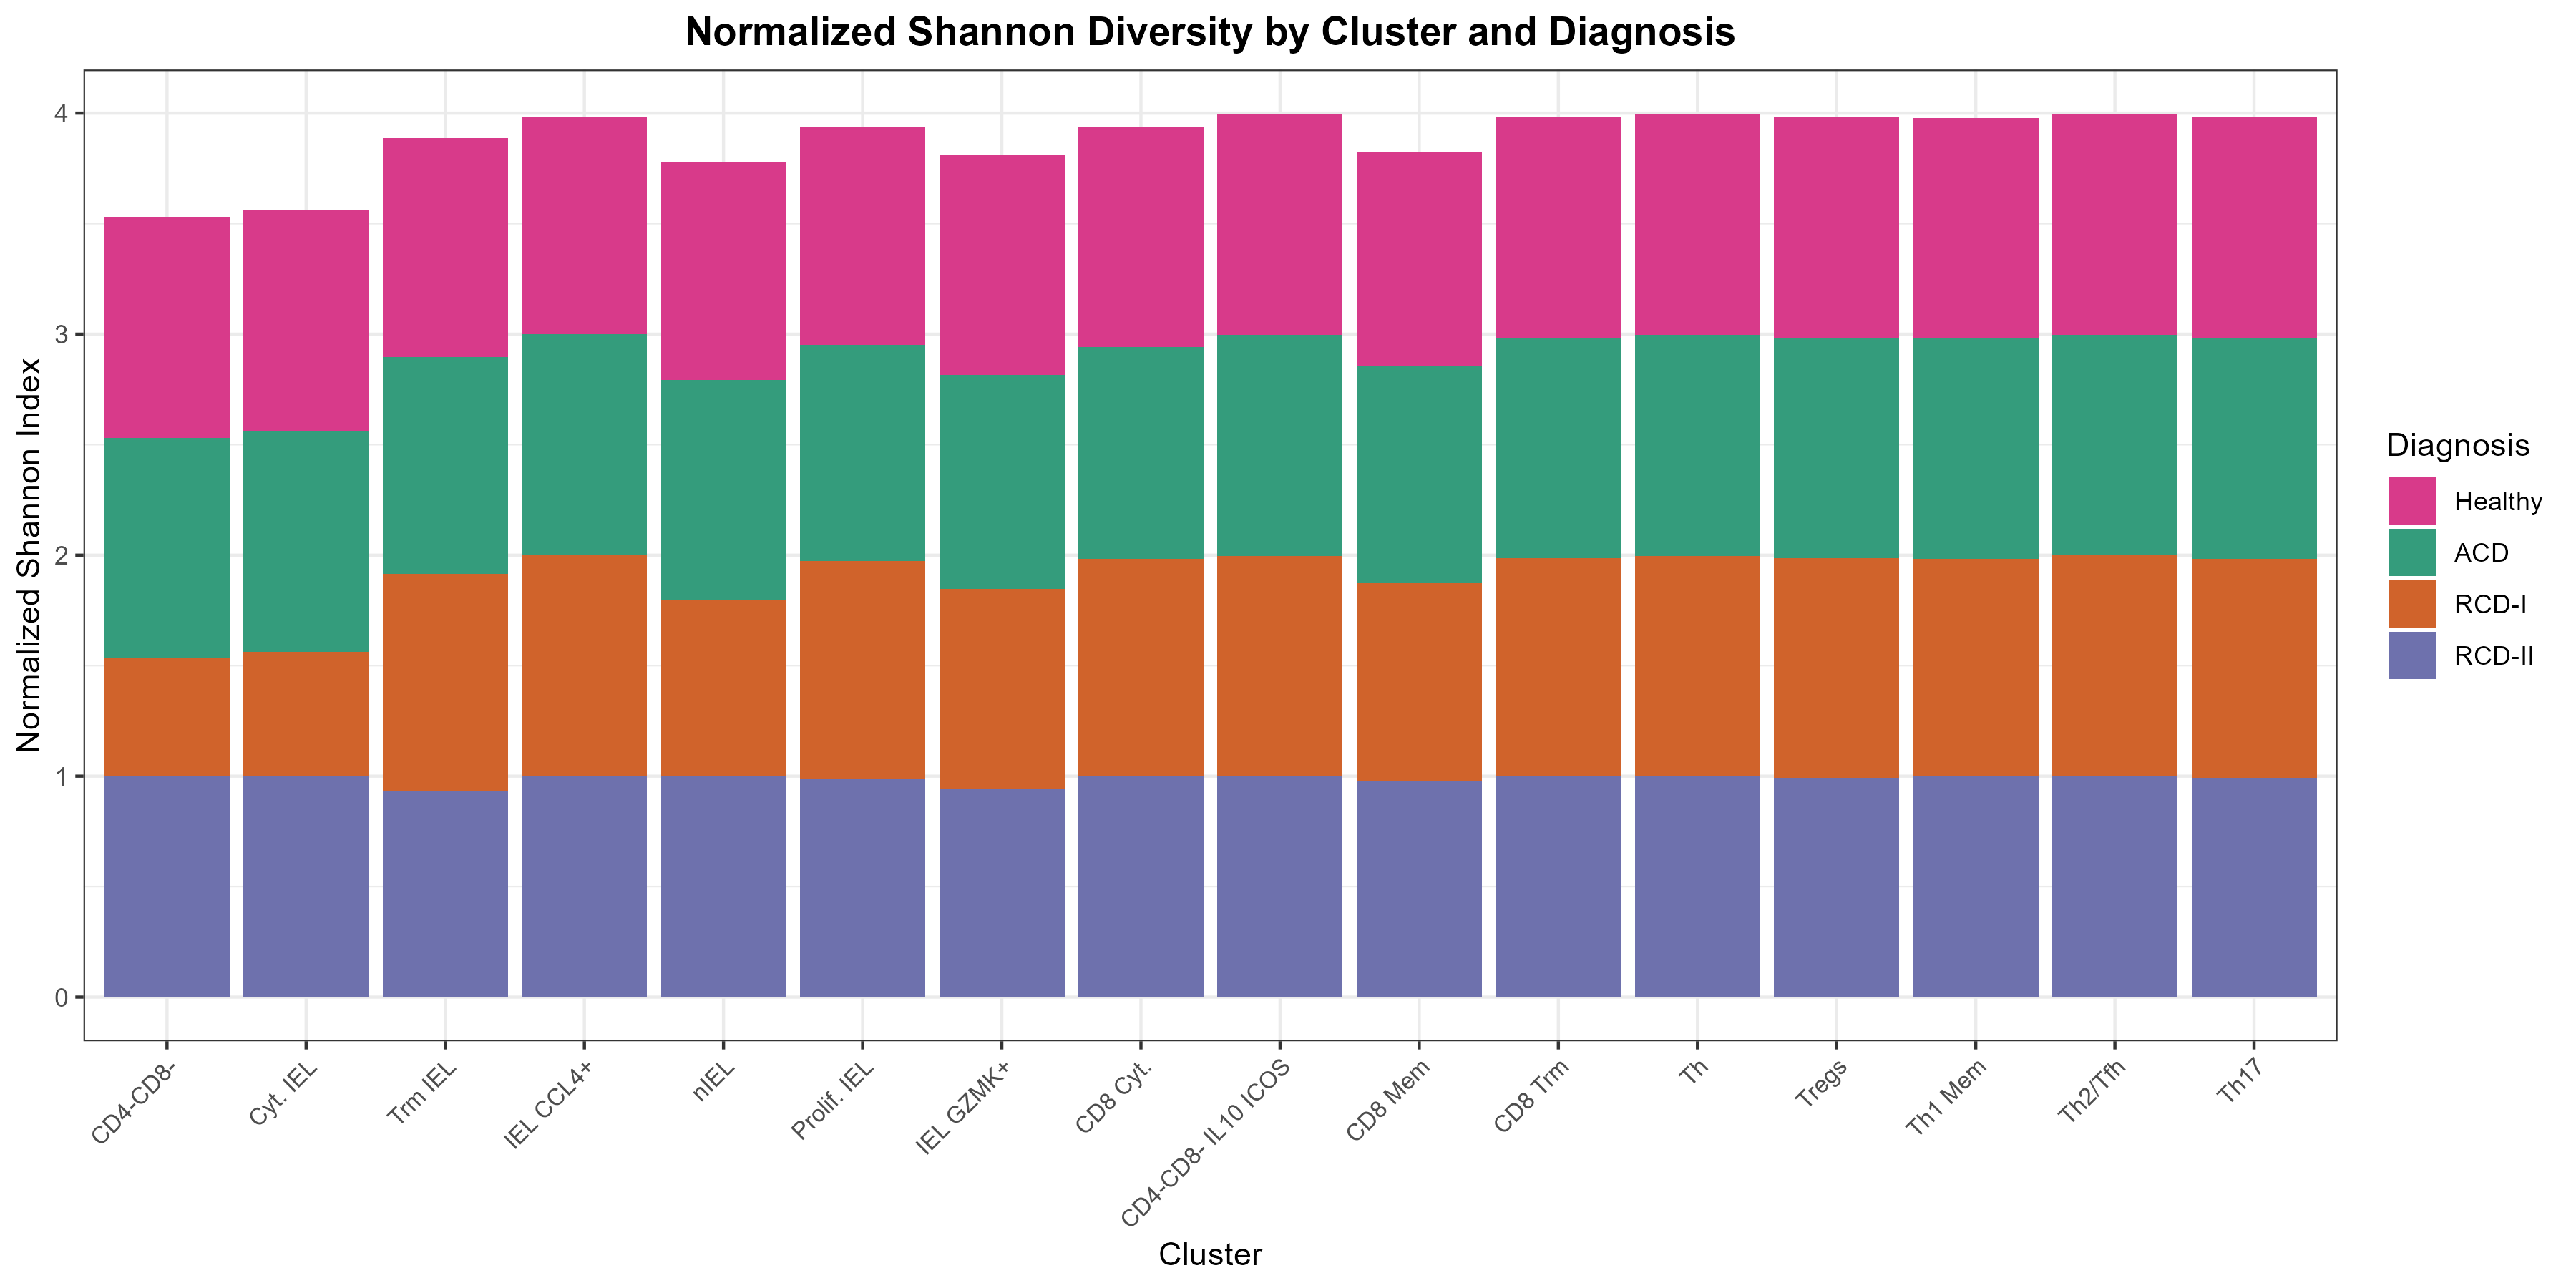 Normalized Shannon Diversity by Cluster and Diagnosis
Normalized Shannon Index
4
3
2
1
0
CD4-CD8-
Cyt. IEL
Trm IEL
IEL CCL4+
nIEL
Prolif. IEL
IEL GZMK+
CD8 Cyt.
CD4-CD8- IL10 ICOS
CD8 Mem
CD8 Trm
Th
Tregs
Th1 Mem
Th2/Tfh
Th17
Cluster
Diagnosis
Healthy
ACD
RCD-I
RCD-II